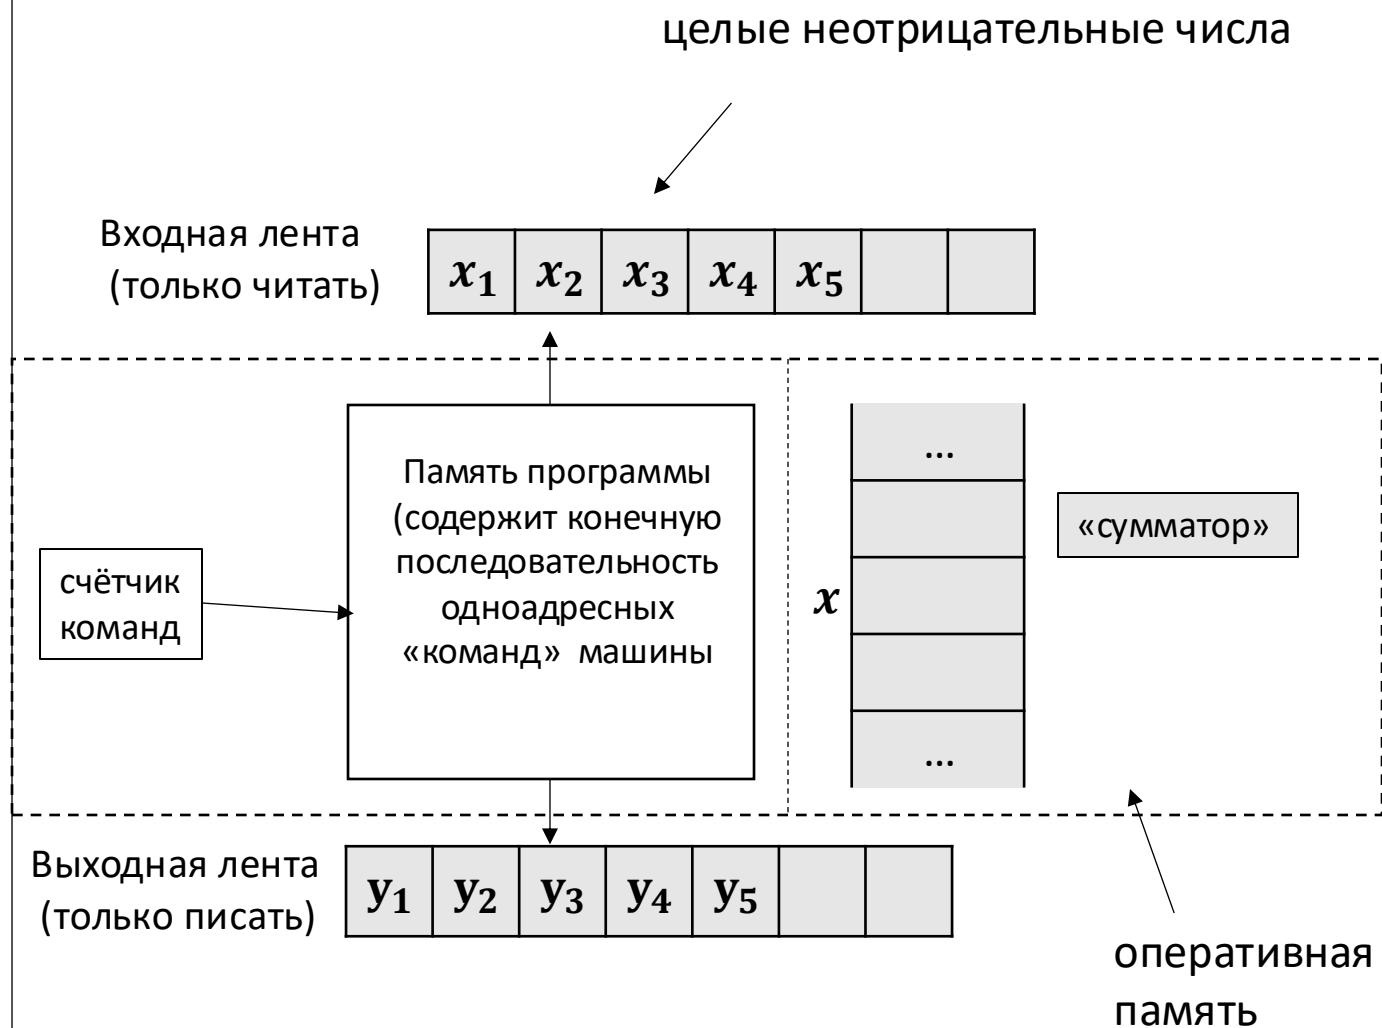 целые неотрицательные числа
Входная лента
(только читать)
x₁ x₂ x₃ x₄ x₅
Память программы
(содержит конечную
последовательность
одноадресных
«команд» машины
счётчик
команд
...
x
...
«сумматор»
Выходная лента
(только писать)
y₁ y₂ y₃ y₄ y₅
оперативная
память